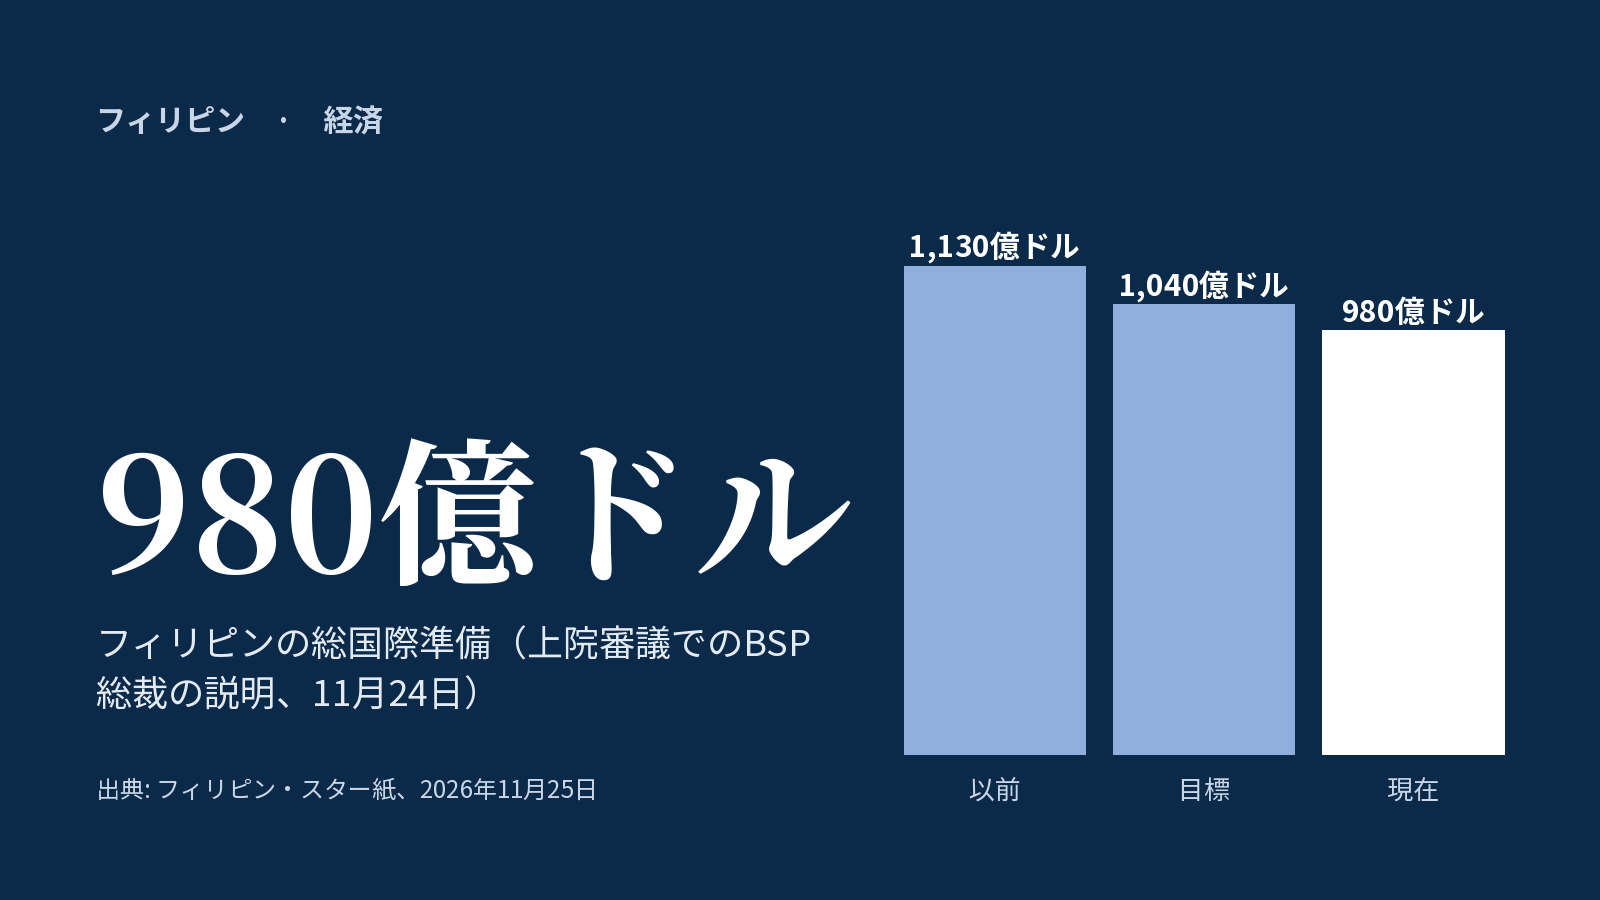 フィリピン · 経済
980億ドル
フィリピンの総国際準備（上院審議でのBSP
総裁の説明、11月24日）
出典: フィリピン・スター紙、2026年11月25日
1,130億ドル
1,040億ドル
980億ドル
以前
目標
現在